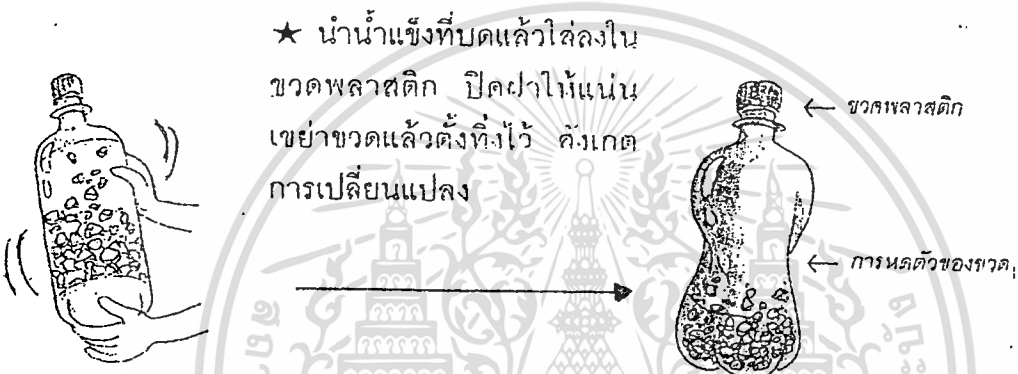 ★ นำน้ำแข็งที่บดแล้วใส่ลงใน
ขวดพลาสติก ปิดฝาให้แน่น
เขย่าขวดแล้วตั้งทิ้งไว้ สังเกต
การเปลี่ยนแปลง
← ขวดพลาสติก
← การหดตัวของขวด